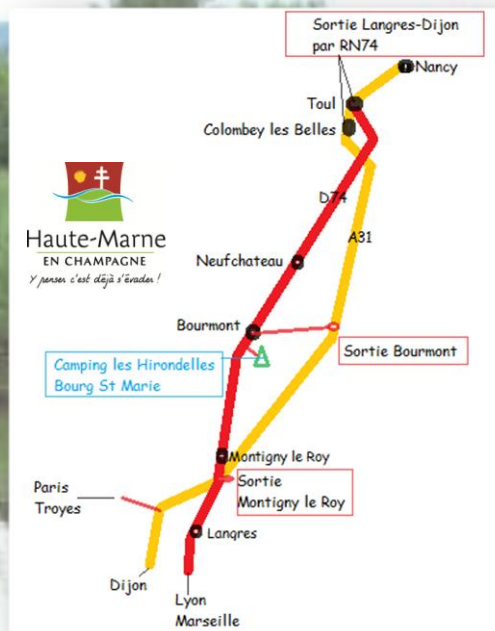 Sortie Langres-Dijon
par RN74
Nancy
Toul
Colombey les Belles
D74
A31
Haute-Marne
EN CHAMPAGNE
Y penser c'est déjà s'évader !
Neufchateau
Bourmont
Camping les Hirondelles
Bourg St Marie
Sortie Bourmont
Montigny le Roy
Sortie
Montigny le Roy
Paris
Troyes
Langres
Dijon
Lyon
Marseille